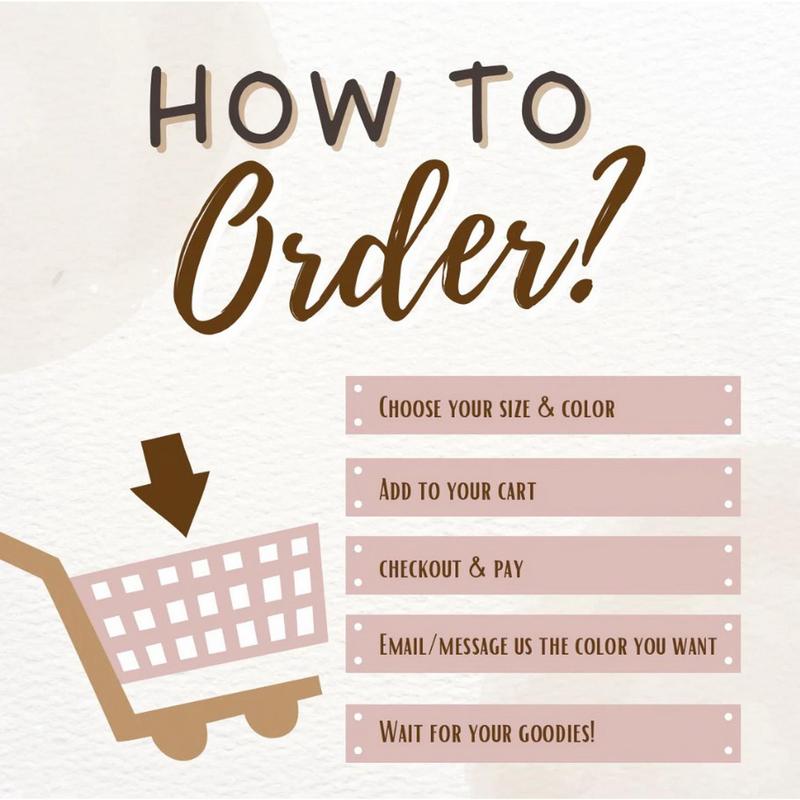 HOW TO
Order?
CHOOSE YOUR SIZE & COLOR
ADD TO YOUR CART
CHECKOUT & PAY
EMAIL/MESSAGE US THE COLOR YOU WANT
WAIT FOR YOUR GOODIES!